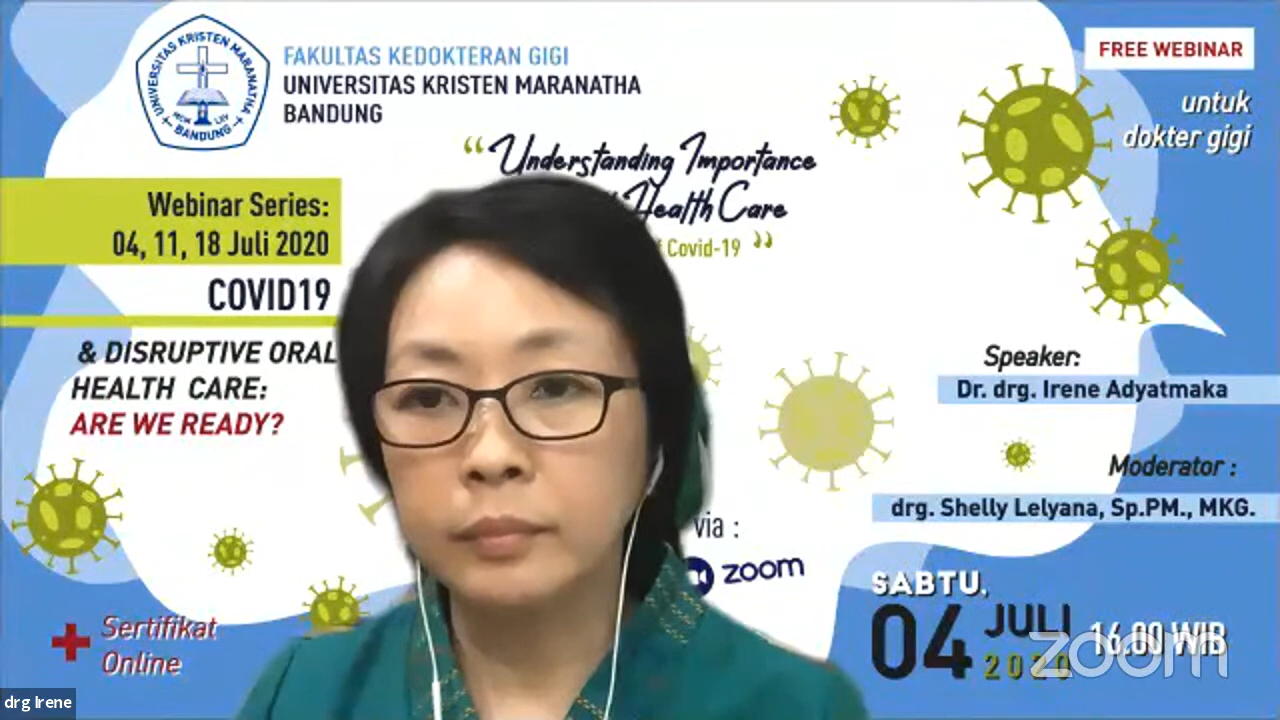 UNIVERSITAS KRISTEN MARANATHA
BANDUNG
FAKULTAS KEDOKTERAN GIGI
UNIVERSITAS KRISTEN MARANATHA
BANDUNG
FREE WEBINAR
untuk
dokter gigi
“Understanding Importance
Health Care
Covid-19 ”
Webinar Series:
04, 11, 18 Juli 2020
COVID19
& DISRUPTIVE ORAL
HEALTH CARE:
ARE WE READY?
Speaker:
Dr. drg. Irene Adyatmaka
Moderator :
drg. Shelly Lelyana, Sp.PM., MKG.
via :
zoom
SABTU,
04 JULI 16.00 WIB
2020
zoom
Sertifikat
Online
drg Irene